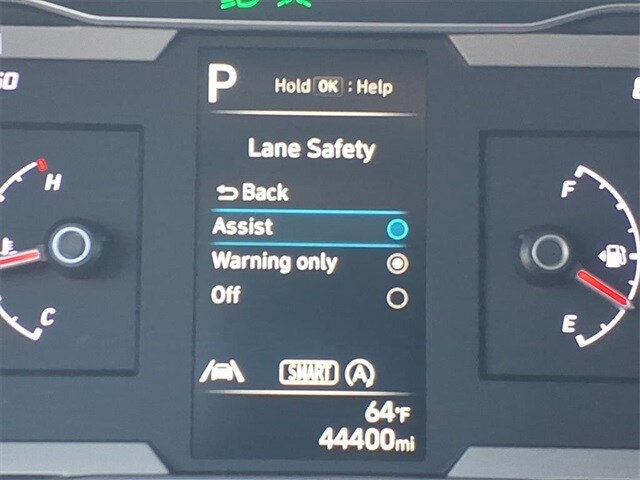 P
Hold OK : Help
Lane Safety
Back
Assist
Warning only
Off
SMART A
64°F
44400mi
H
C
F
E